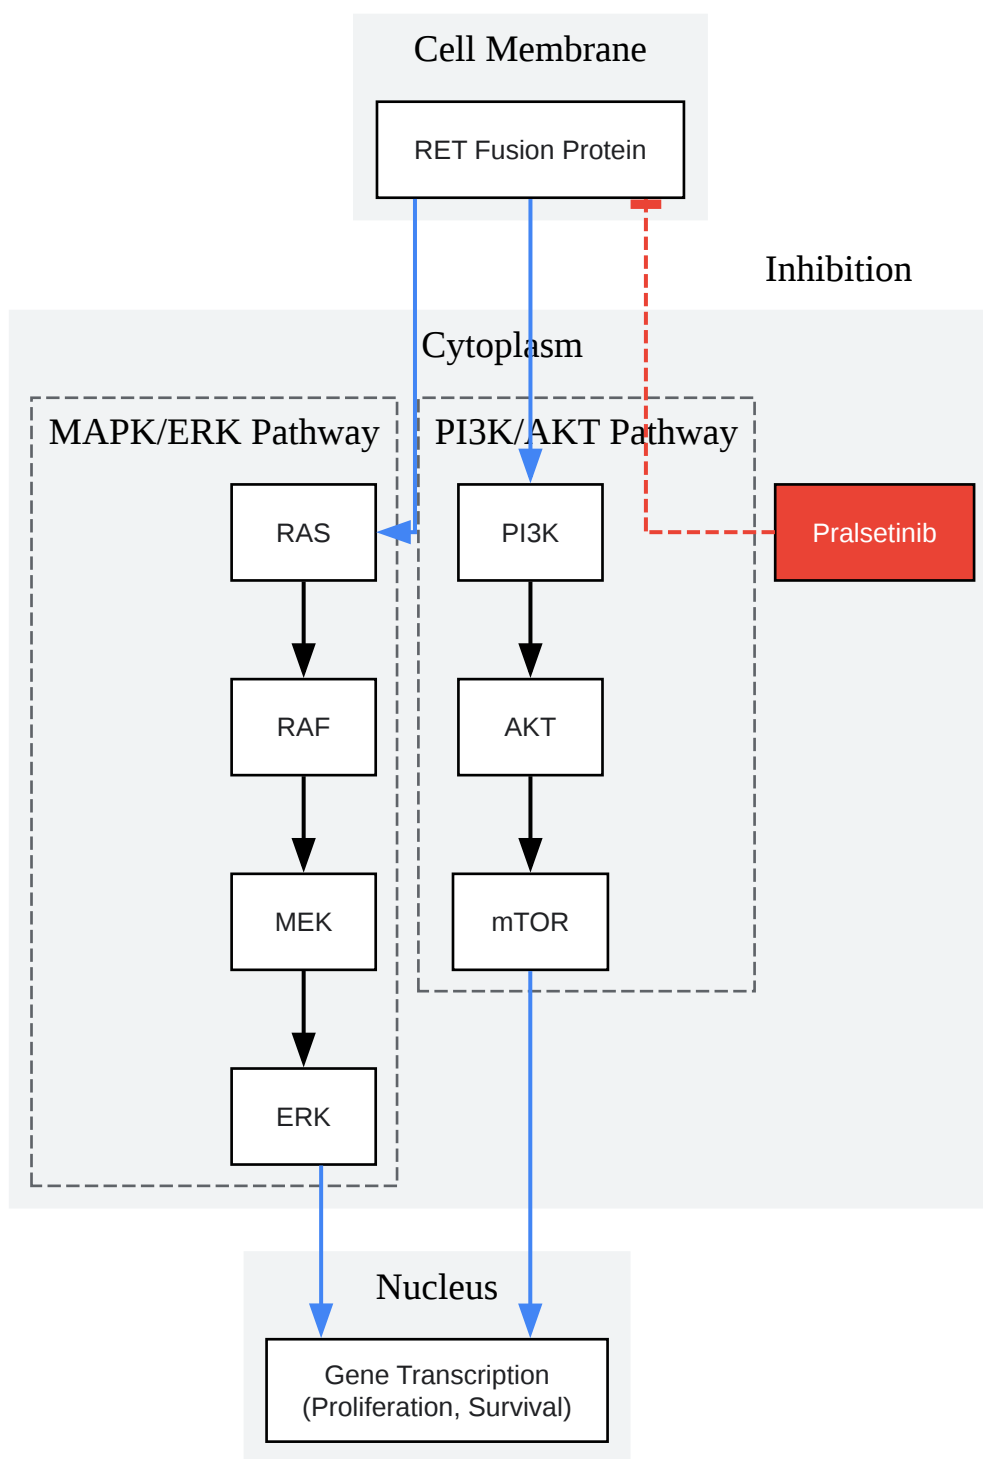 Cell Membrane
RET Fusion Protein
Inhibition
Cytoplasm
MAPK/ERK Pathway
PI3K/AKT Pathway
RAS
PI3K
Pralsetinib
RAF
AKT
MEK
mTOR
ERK
Nucleus
Gene Transcription
(Proliferation, Survival)